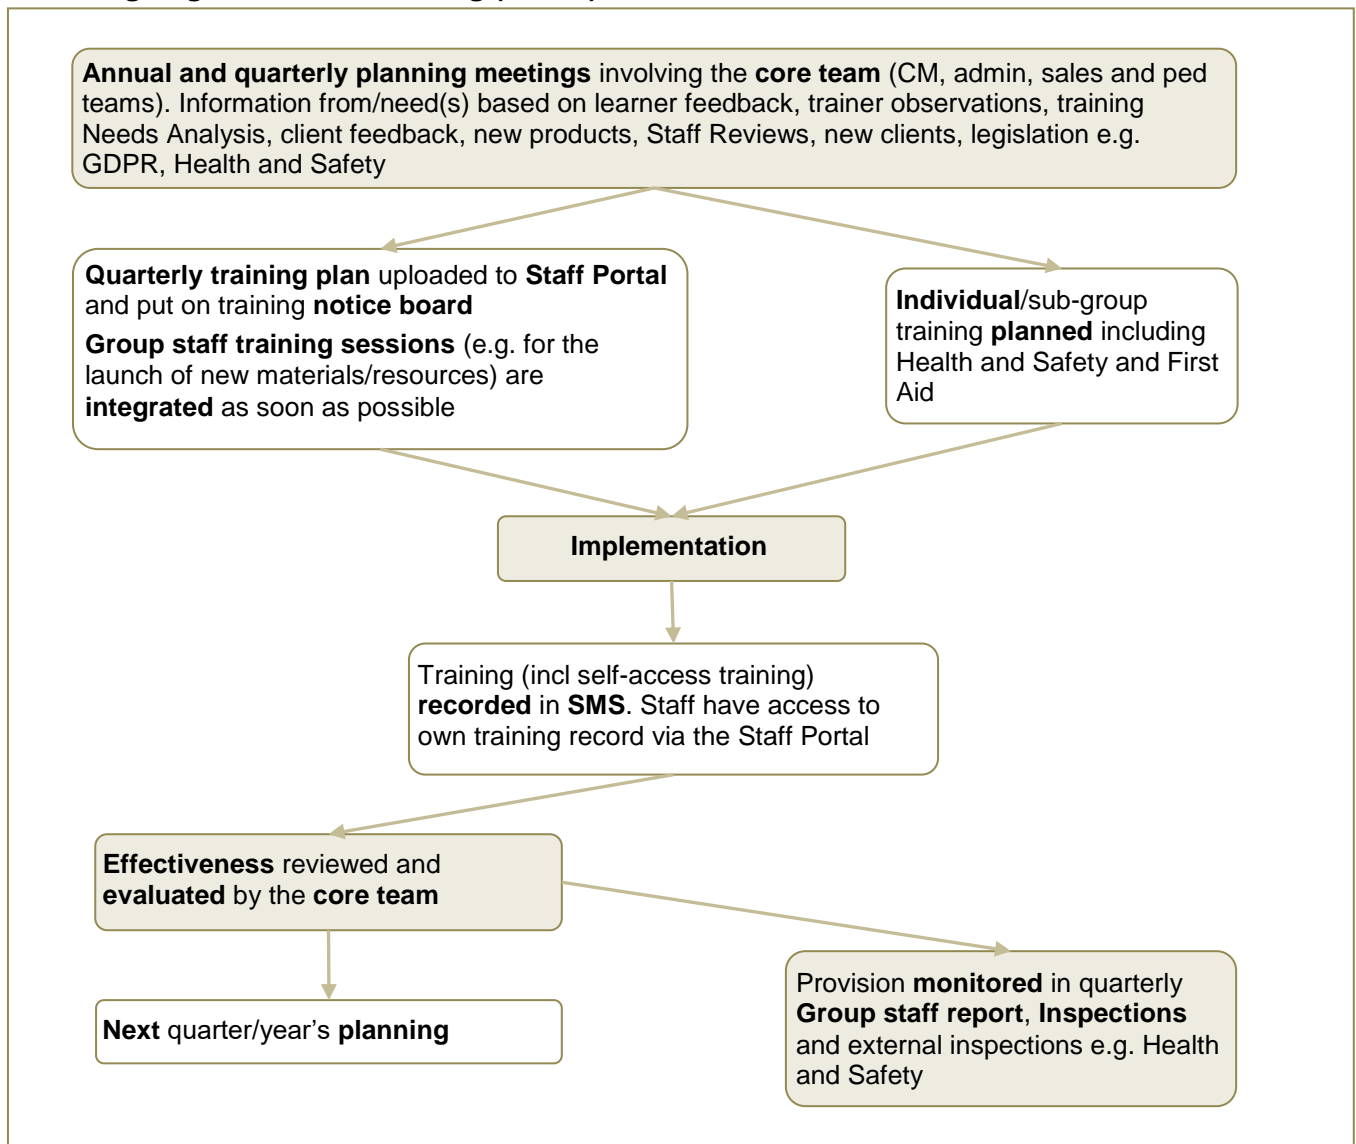 Annual and quarterly planning meetings involving the core team (CM, admin, sales and ped
teams). Information from/need(s) based on learner feedback, trainer observations, training
Needs Analysis, client feedback, new products, Staff Reviews, new clients, legislation e.g.
GDPR, Health and Safety
Quarterly training plan uploaded to Staff Portal
and put on training notice board
Group staff training sessions (e.g. for the
launch of new materials/resources) are
integrated as soon as possible
Individual/sub-group
training planned including
Health and Safety and First
Aid
Implementation
Training (incl self-access training)
recorded in SMS. Staff have access to
own training record via the Staff Portal
Effectiveness reviewed and
evaluated by the core team
Provision monitored in quarterly
Group staff report, Inspections
and external inspections e.g. Health
and Safety
Next quarter/year's planning